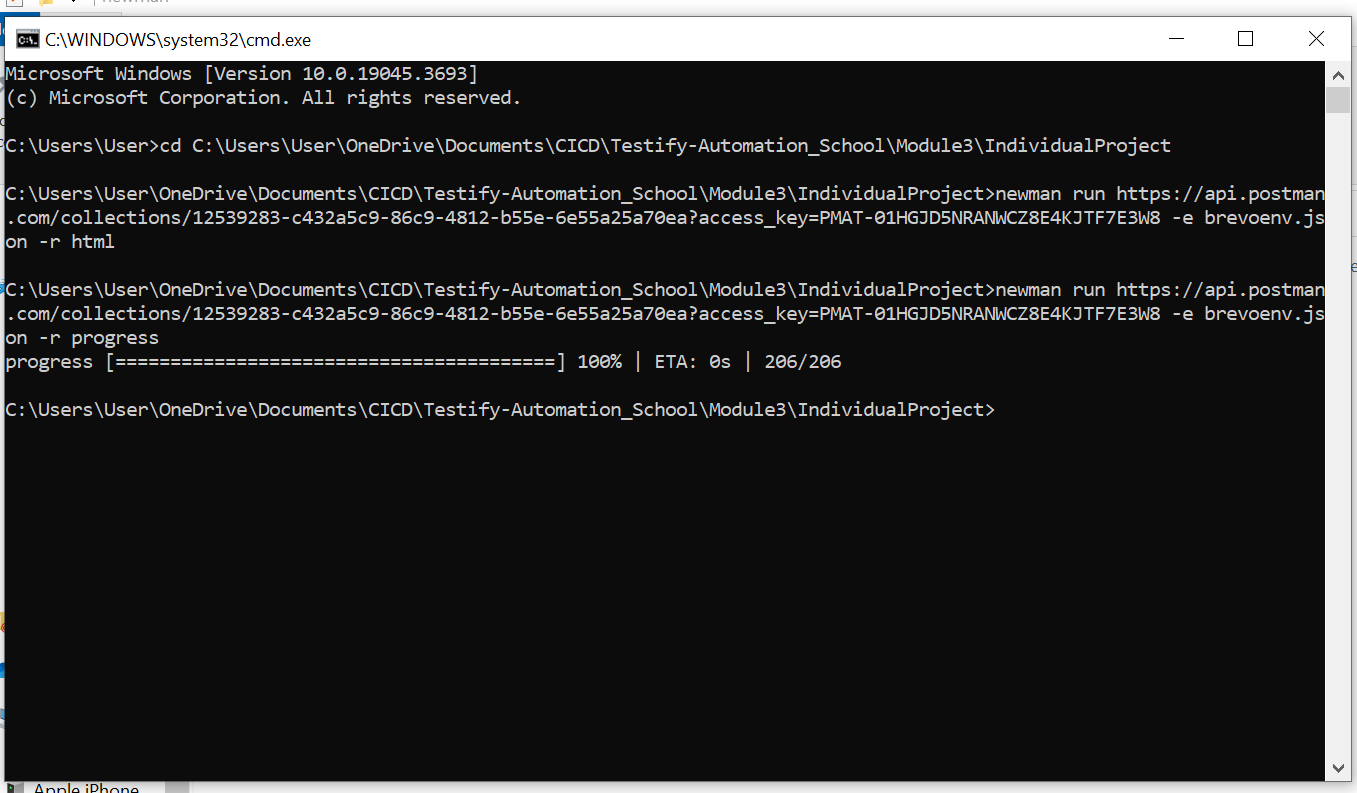 newman
C:\WINDOWS\system32\cmd.exe
Microsoft Windows [Version 10.0.19045.3693]
(c) Microsoft Corporation. All rights reserved.
C:\Users\User>cd C:\Users\User\OneDrive\Documents\CICD\Testify-Automation_School\Module3\IndividualProject
C:\Users\User\OneDrive\Documents\CICD\Testify-Automation_School\Module3\IndividualProject>newman run https://api.postman
.com/collections/12539283-c432a5c9-86c9-4812-b55e-6e55a25a70ea?access_key=PMAT-01HGJD5NRANWCZ8E4KJTF7E3W8 -e brevoenv.js
on -r html
C:\Users\User\OneDrive\Documents\CICD\Testify-Automation_School\Module3\IndividualProject>newman run https://api.postman
.com/collections/12539283-c432a5c9-86c9-4812-b55e-6e55a25a70ea?access_key=PMAT-01HGJD5NRANWCZ8E4KJTF7E3W8 -e brevoenv.js
on -r progress
progress [========================================] 100% | ETA: 0s | 206/206
C:\Users\User\OneDrive\Documents\CICD\Testify-Automation_School\Module3\IndividualProject>
Apple iPhone